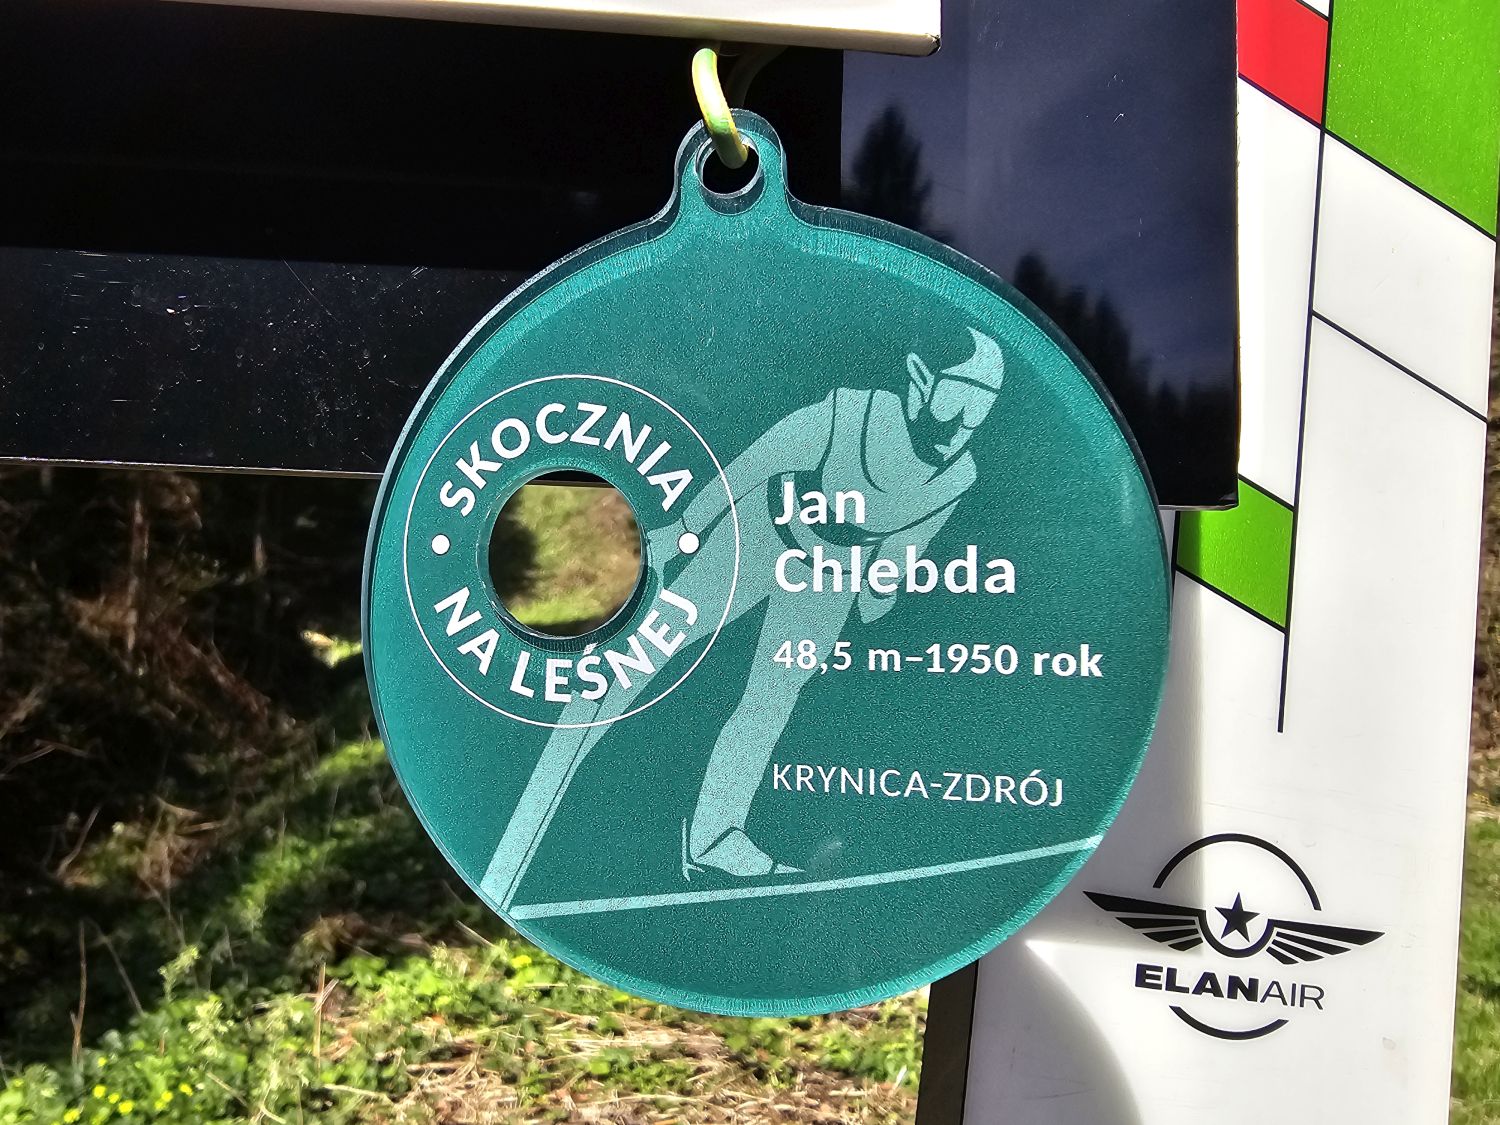 SKOCZNIA
NA LEŚNEJ
Jan
Chlebda
48,5 m–1950 rok
KRYNICA-ZDRÓJ
ELANAIR